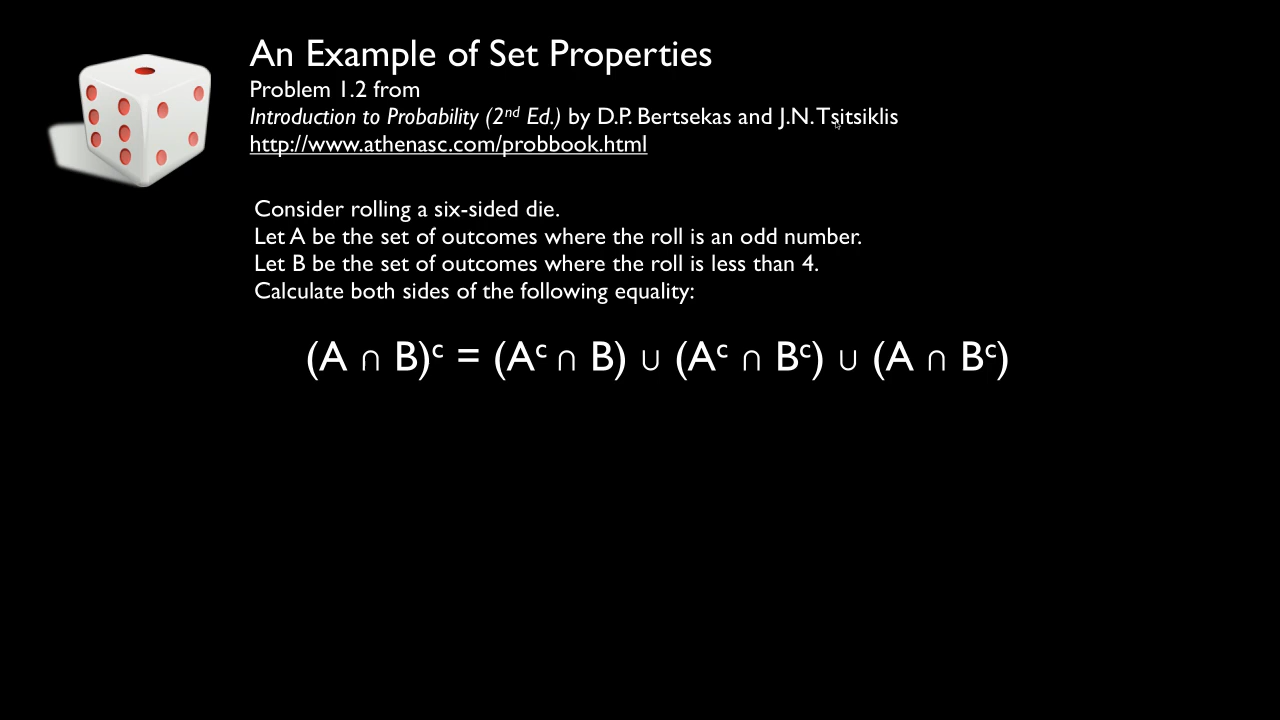 An Example of Set Properties
Problem 1.2 from
Introduction to Probability (2nd Ed.) by D.P. Bertsekas and J.N. Tsitsiklis
http://www.athenasc.com/probbook.html
Consider rolling a six-sided die.
Let A be the set of outcomes where the roll is an odd number.
Let B be the set of outcomes where the roll is less than 4.
Calculate both sides of the following equality:
(A ∩ B)ᶜ = (Aᶜ ∩ B) ∪ (Aᶜ ∩ Bᶜ) ∪ (A ∩ Bᶜ)